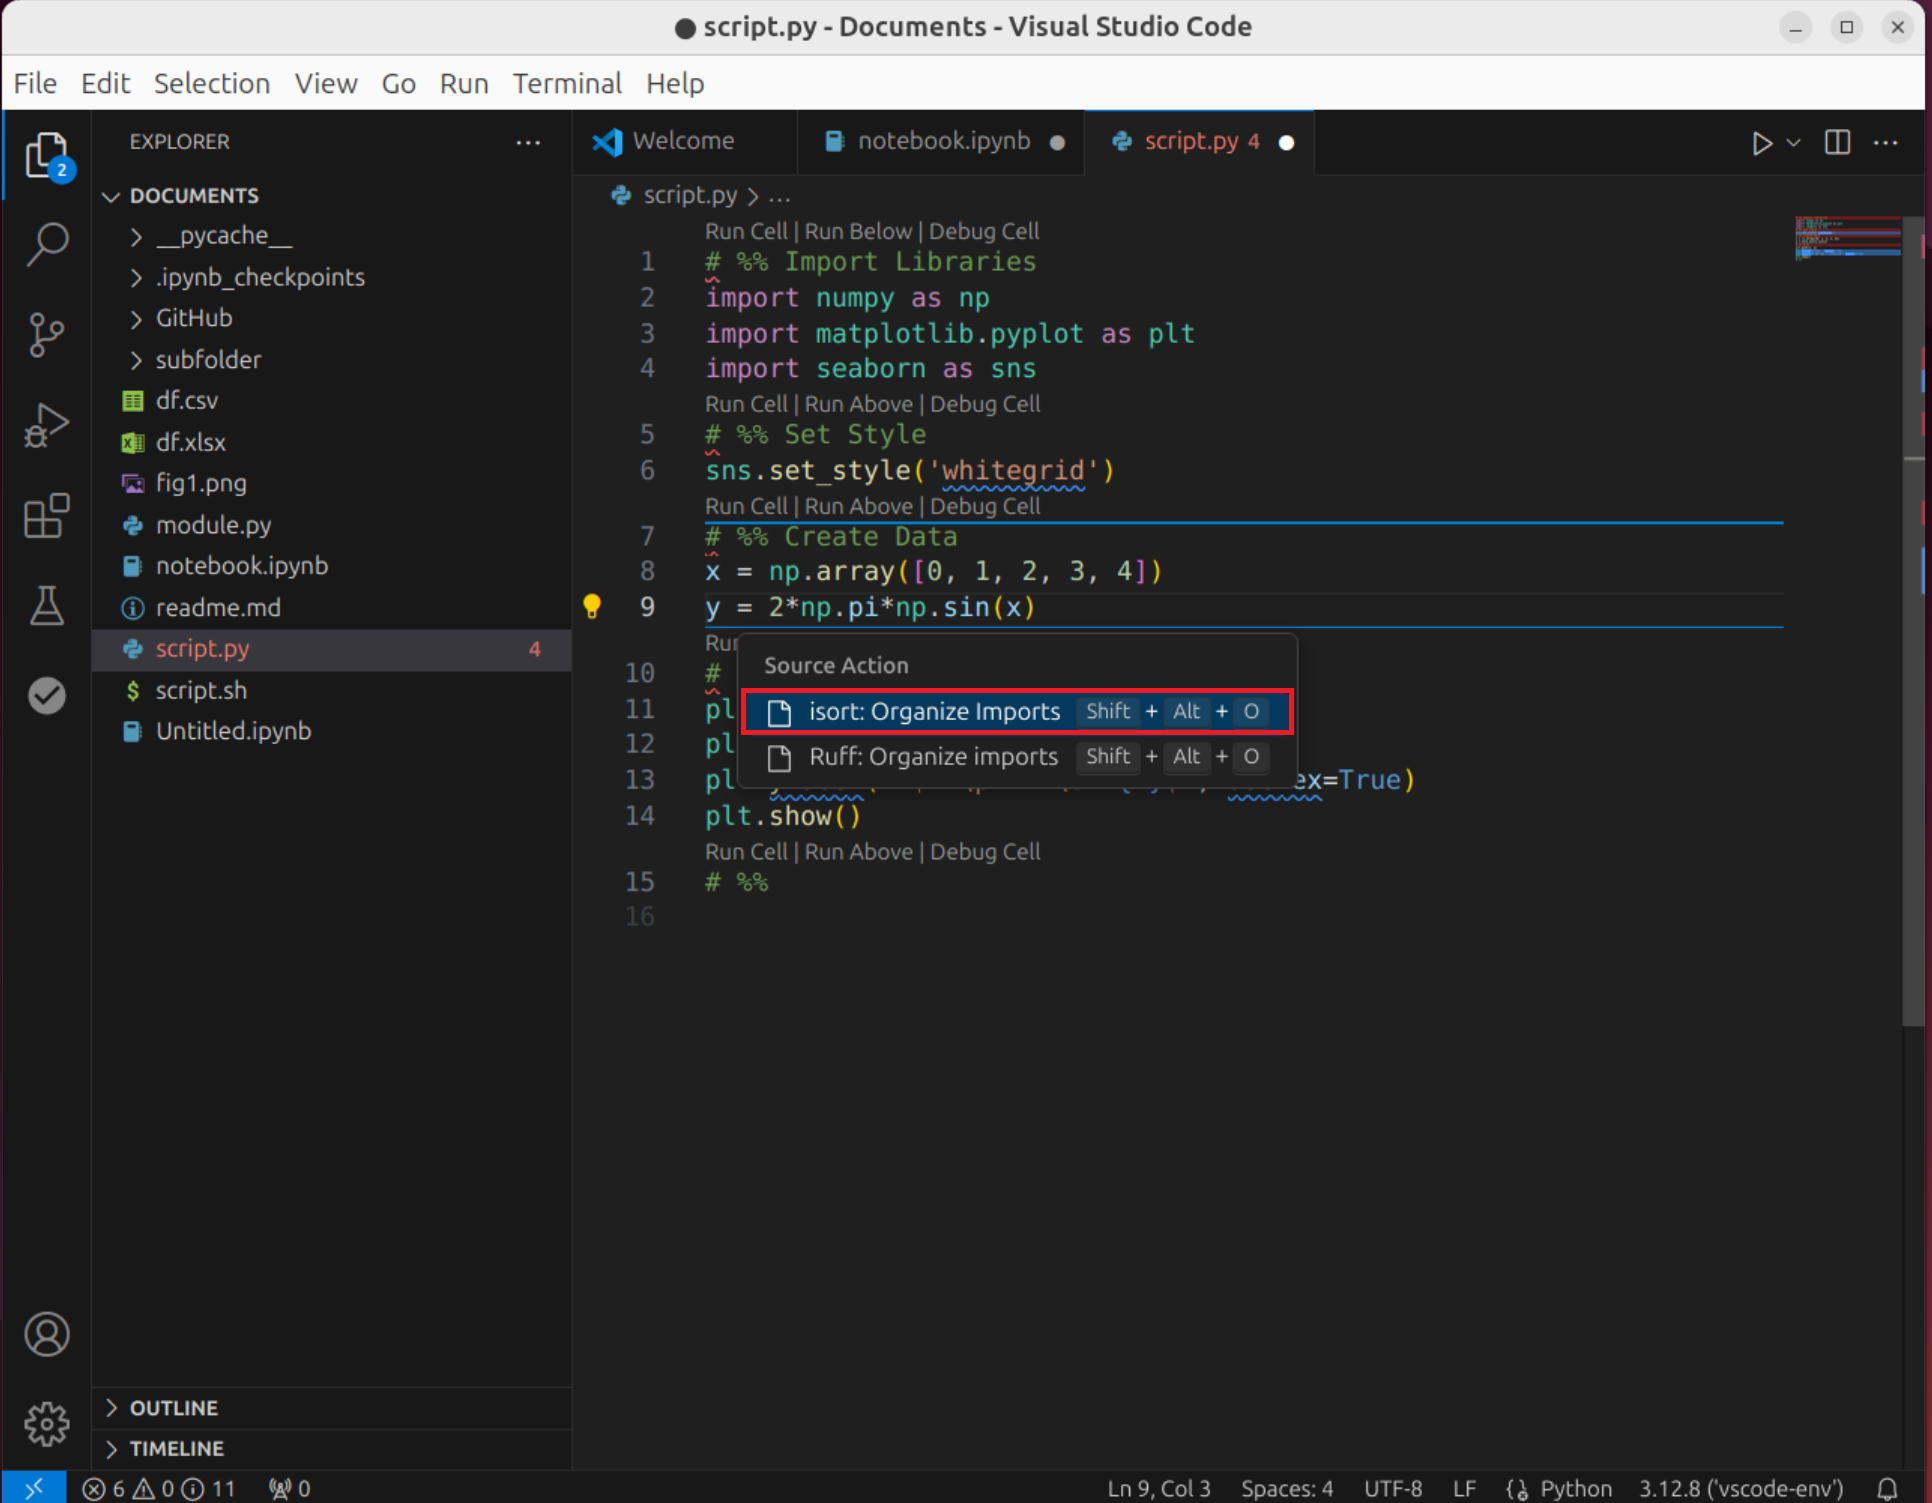 script.py - Documents - Visual Studio Code
File Edit Selection View Go Run Terminal Help
2
EXPLORER
DOCUMENTS
__pycache__
.ipynb_checkpoints
GitHub
subfolder
df.csv
df.xlsx
fig1.png
module.py
notebook.ipynb
readme.md
script.py 4
$ script.sh
Untitled.ipynb
OUTLINE
TIMELINE
Welcome notebook.ipynb script.py 4
script.py > ...
Run Cell | Run Below | Debug Cell
1 # %% Import Libraries
2 import numpy as np
3 import matplotlib.pyplot as plt
4 import seaborn as sns
Run Cell | Run Above | Debug Cell
5 # %% Set Style
6 sns.set_style('whitegrid')
Run Cell | Run Above | Debug Cell
7 # %% Create Data
8 x = np.array([0, 1, 2, 3, 4])
9 y = 2*np.pi*np.sin(x)
Source Action
10 #
isort: Organize Imports Shift + Alt + O
11 pl
Ruff: Organize imports Shift + Alt + O
12 pl
13 pl ex=True)
14 plt.show()
Run Cell | Run Above | Debug Cell
15 # %%
16
6 0 11 0 Ln 9, Col 3 Spaces: 4 UTF-8 LF Python 3.12.8 ('vscode-env')